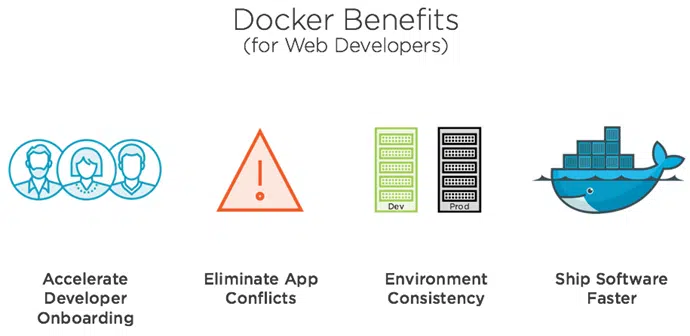 Docker Benefits
(for Web Developers)
Dev
Prod
Accelerate
Developer
Onboarding
Eliminate App
Conflicts
Environment
Consistency
Ship Software
Faster